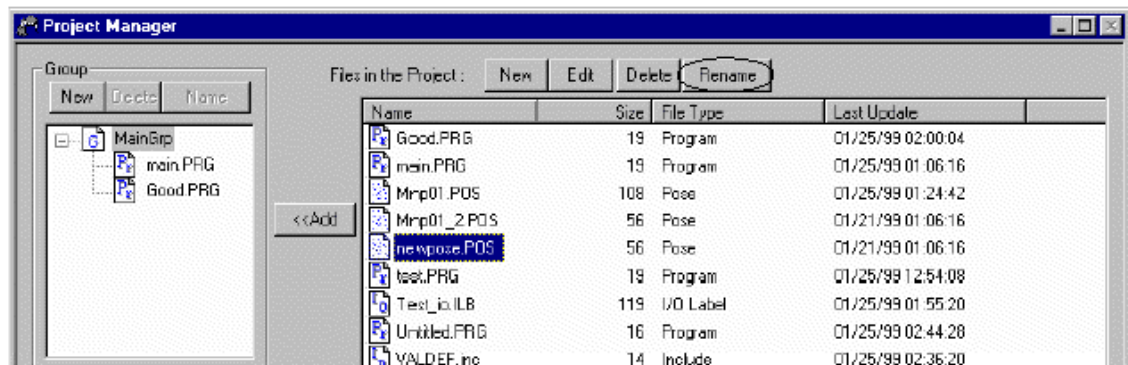 Project Manager
Group
New Delete Name
MainGrp
main.PRG
Good.PRG
<<Add
Files in the Project : New Edit Delete Rename
Name Size File Type Last Update
Good.PRG 19 Program 01/25/99 02:00:04
main.PRG 19 Program 01/25/99 01:06:16
Mnp01.POS 108 Pose 01/25/99 01:24:42
Mnp01_2.POS 56 Pose 01/21/99 01:06:16
newpose.POS 56 Pose 01/21/99 01:06:16
test.PRG 19 Program 01/25/99 12:54:08
Test_io.ILB 119 I/O Label 01/25/99 01:55:20
Untitled.PRG 16 Program 01/25/99 02:44:28
VALDEF.inc 14 Include 01/25/99 02:36:20